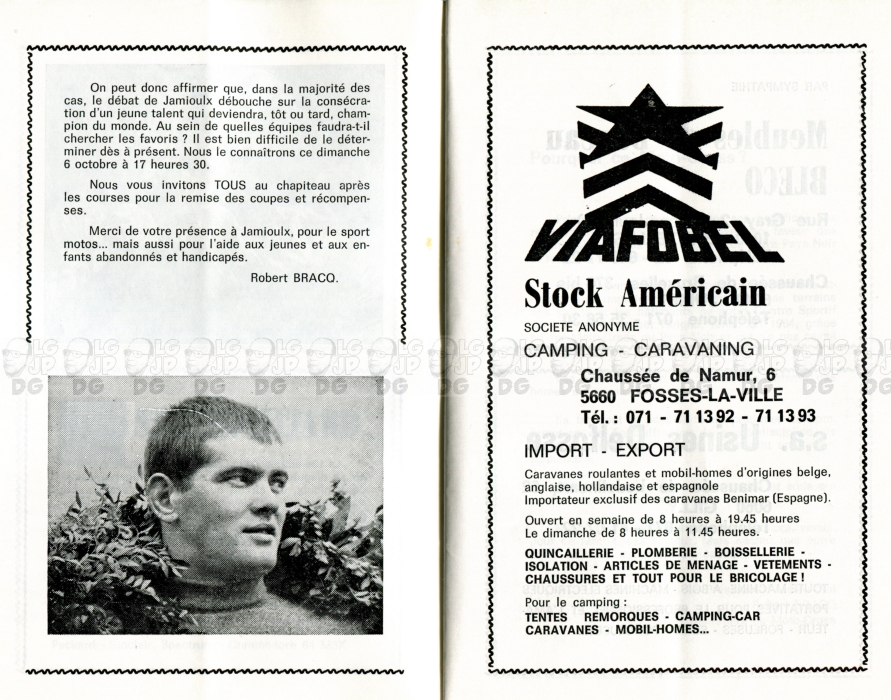 On peut donc affirmer que, dans la majorité des
cas, le débat de Jamioulx débouche sur la consécra-
tion d'un jeune talent qui deviendra, tôt ou tard, cham-
pion du monde. Au sein de quelles équipes faudra-t-il
chercher les favoris ? Il est bien difficile de le déter-
miner dès à présent. Nous le connaîtrons ce dimanche
6 octobre à 17 heures 30.
Nous vous invitons TOUS au chapiteau après
les courses pour la remise des coupes et récompen-
ses.
Merci de votre présence à Jamioulx, pour le sport
motos... mais aussi pour l'aide aux jeunes et aux en-
fants abandonnés et handicapés.
Robert BRACQ.
VIAFOBEL
Stock Américain
SOCIETE ANONYME
CAMPING - CARAVANING
Chaussée de Namur, 6
5660 FOSSES-LA-VILLE
Tél. : 071 - 71 13 92 - 71 13 93
IMPORT - EXPORT
Caravanes roulantes et mobil-homes d'origines belge,
anglaise, hollandaise et espagnole
Importateur exclusif des caravanes Benimar (Espagne).
Ouvert en semaine de 8 heures à 19.45 heures
Le dimanche de 8 heures à 11.45 heures.
QUINCAILLERIE - PLOMBERIE - BOISSELLERIE -
ISOLATION - ARTICLES DE MENAGE - VETEMENTS -
CHAUSSURES ET TOUT POUR LE BRICOLAGE !
Pour le camping :
TENTES REMORQUES - CAMPING-CAR
CARAVANES - MOBIL-HOMES...